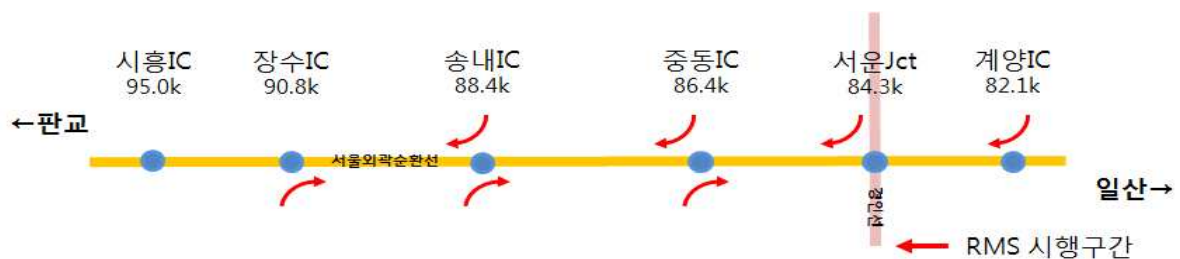 시흥IC 장수IC 송내IC 중동IC 서운Jct 계양IC
95.0k 90.8k 88.4k 86.4k 84.3k 82.1k
←판교
서울외곽순환선
일산→
경인선
RMS 시행구간